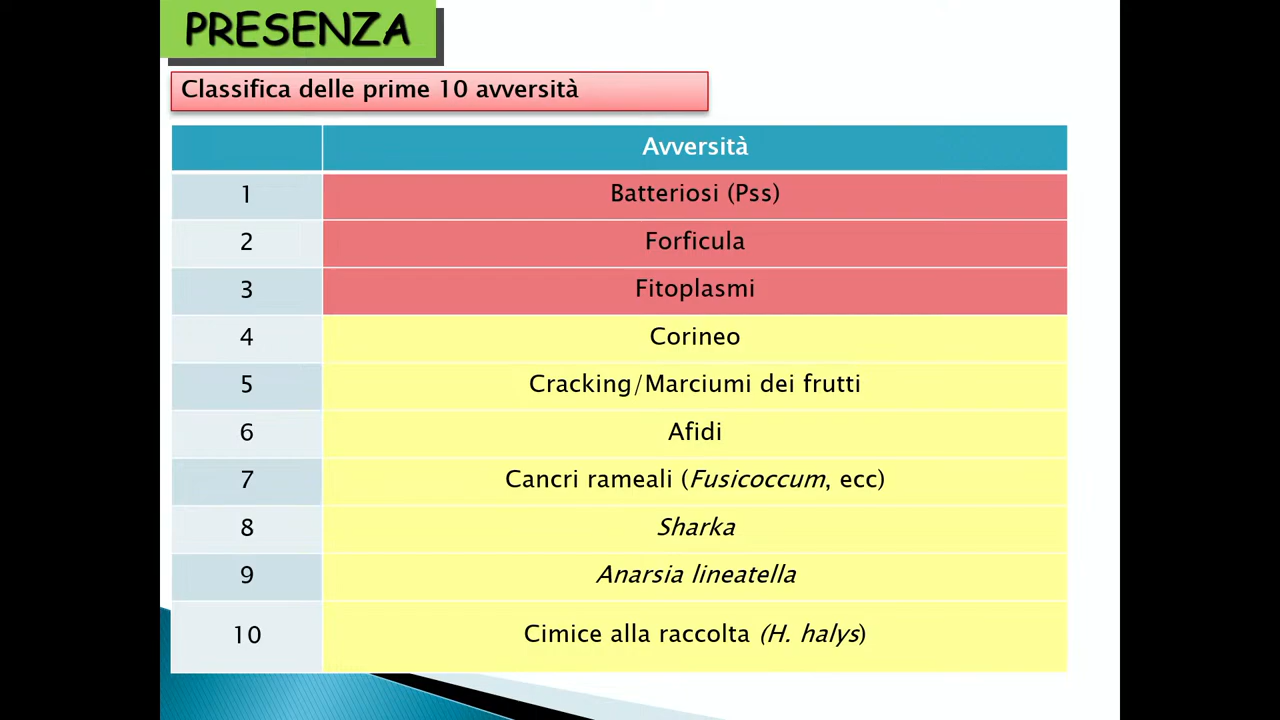 PRESENZA
Classifica delle prime 10 avversità
Avversità
1 Batteriosi (Pss)
2 Forficula
3 Fitoplasmi
4 Corineo
5 Cracking/Marciumi dei frutti
6 Afidi
7 Cancri rameali (Fusicoccum, ecc)
8 Sharka
9 Anarsia lineatella
10 Cimice alla raccolta (H. halys)